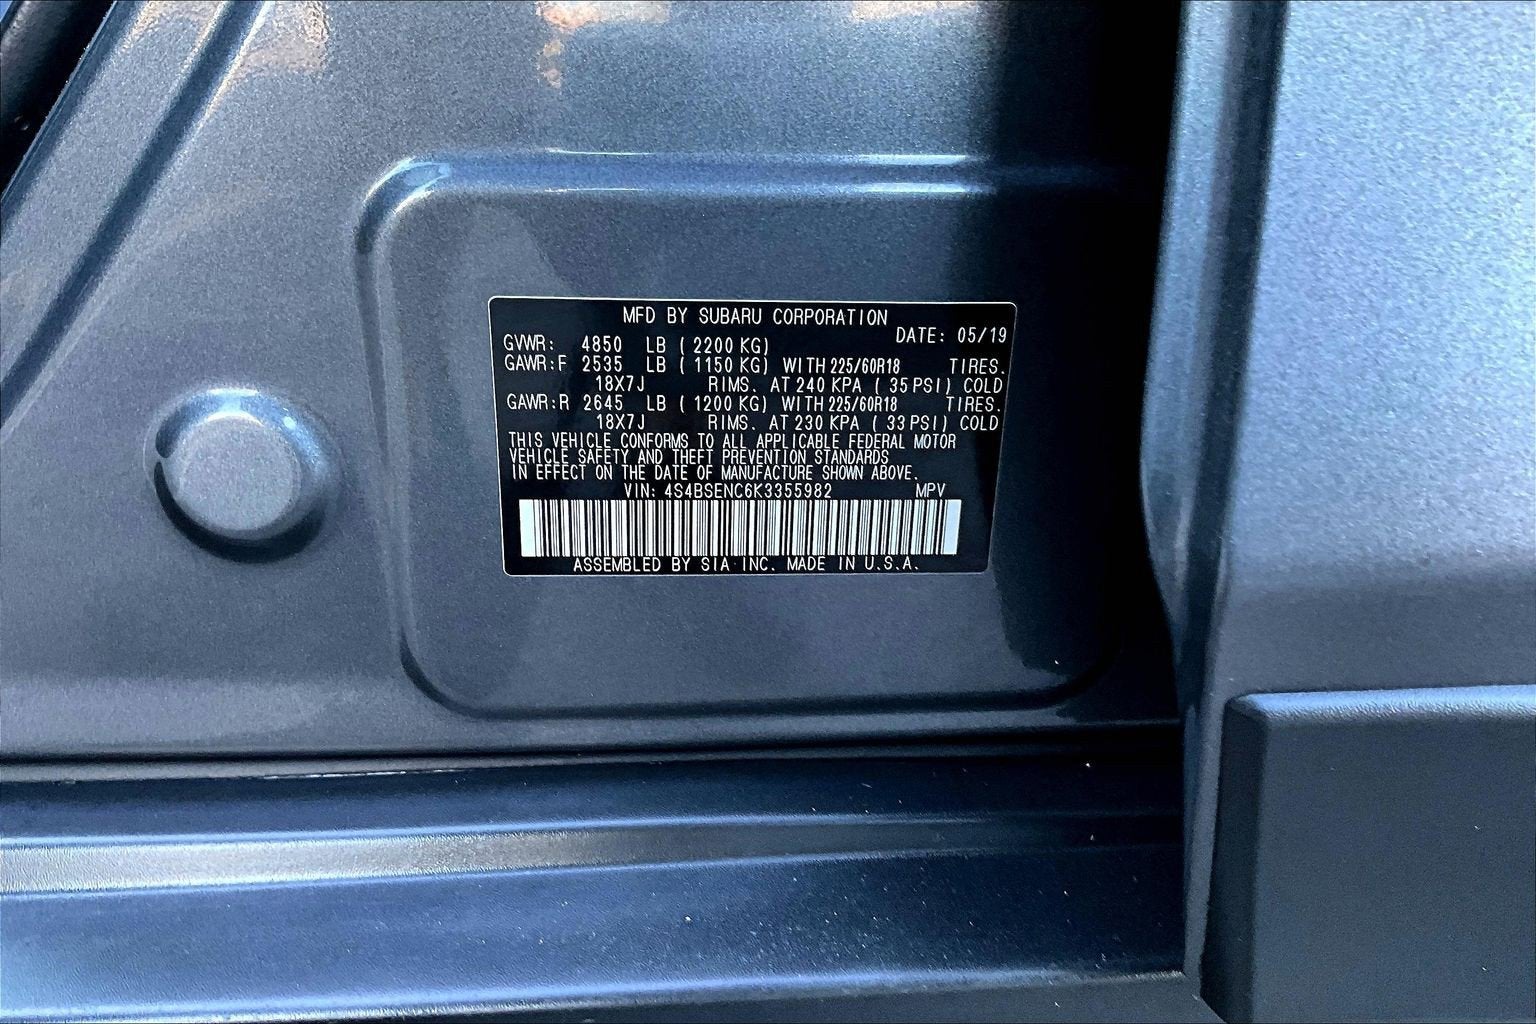 MFD BY SUBARU CORPORATION
DATE: 05/19
GVWR: 4850 LB (2200 KG)
GAWR:F 2535 LB (1150 KG) WITH 225/60R18 TIRES.
18X7J RIMS. AT 240 KPA (35 PSI) COLD
GAWR:R 2645 LB (1200 KG) WITH 225/60R18 TIRES.
18X7J RIMS. AT 230 KPA (33 PSI) COLD
THIS VEHICLE CONFORMS TO ALL APPLICABLE FEDERAL MOTOR
VEHICLE SAFETY AND THEFT PREVENTION STANDARDS
IN EFFECT ON THE DATE OF MANUFACTURE SHOWN ABOVE.
VIN: 4S4BSENC6K3355982 MPV
ASSEMBLED BY SIA INC. MADE IN U.S.A.